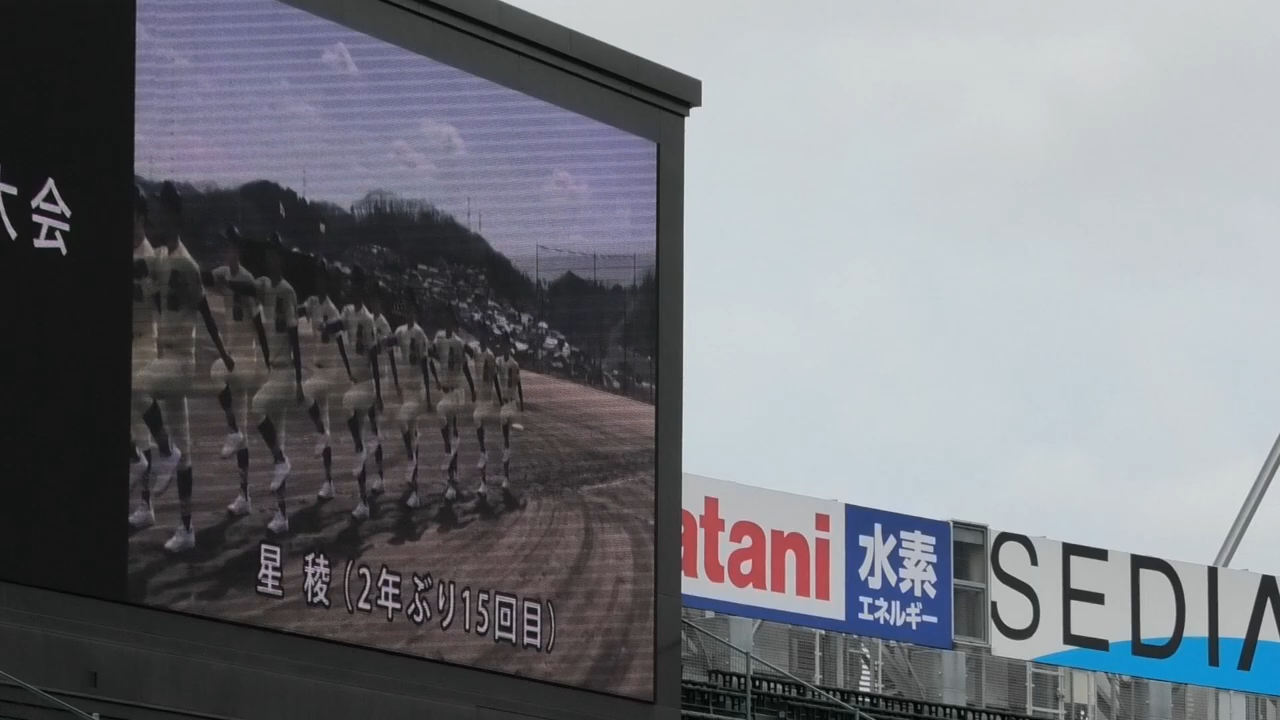 会
星 稜 (2年ぶり15回目)
atani
水素
エネルギー
SEDIA